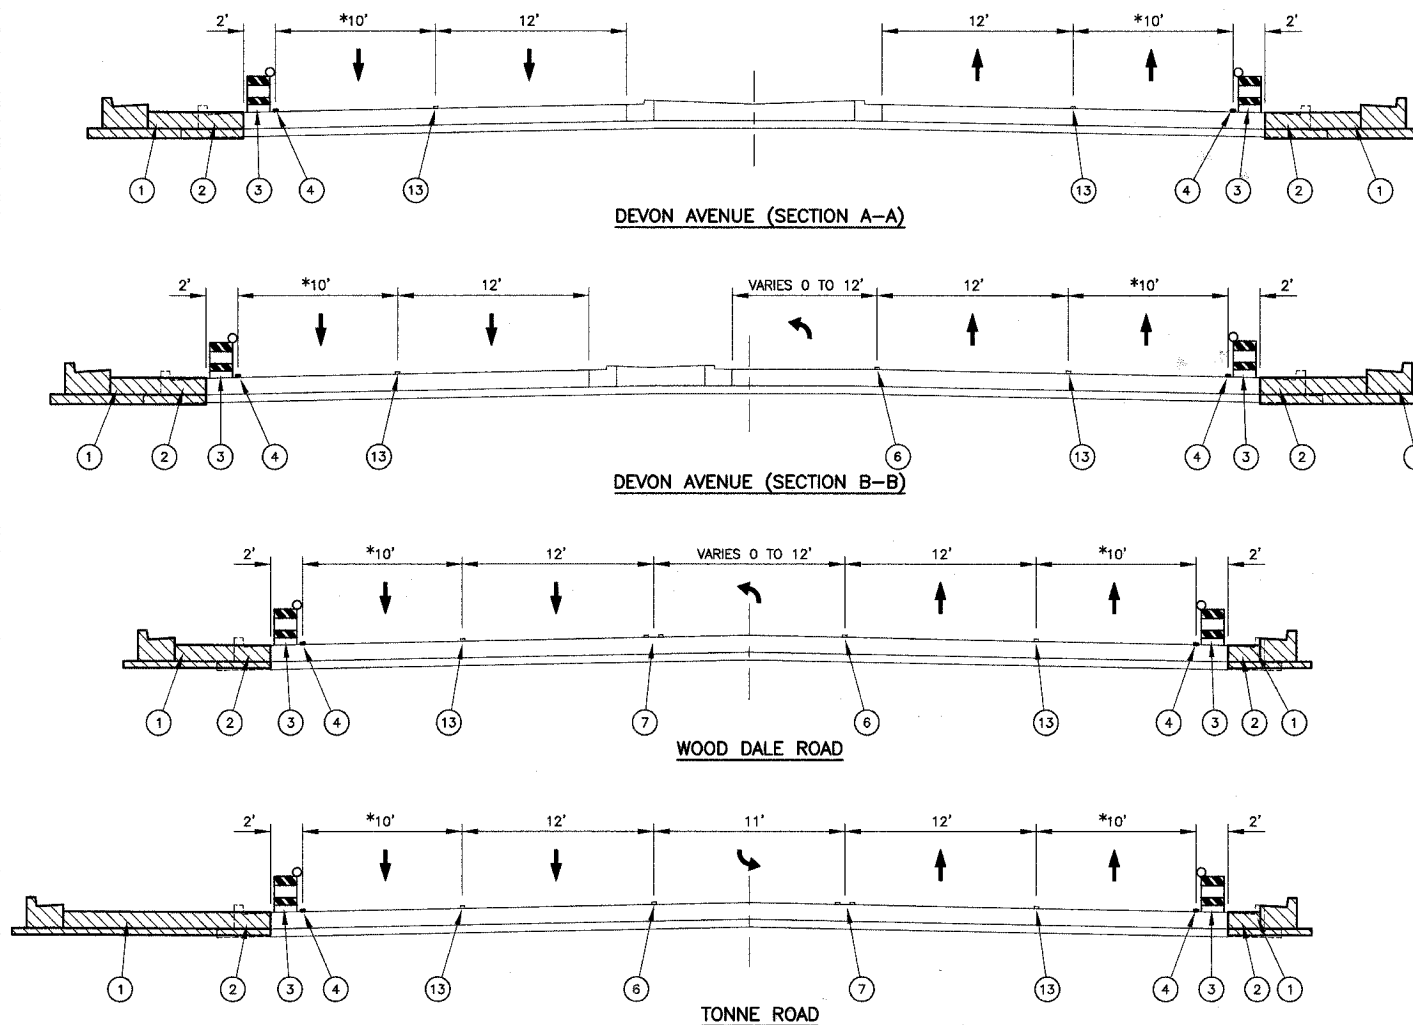 2' *10' 12' 12' *10' 2'
1 2 3 4 13 13 4 3 2 1
DEVON AVENUE (SECTION A-A)
2' *10' 12' VARIES 0 TO 12' 12' *10' 2'
1 2 3 4 13 6 13 4 3 2
DEVON AVENUE (SECTION B-B)
2' *10' 12' VARIES 0 TO 12' 12' *10' 2'
1 2 3 4 13 7 6 13 4 3 2 1
WOOD DALE ROAD
2' *10' 12' 11' 12' *10' 2'
1 2 3 4 13 6 7 13 4 3 2 1
TONNE ROAD